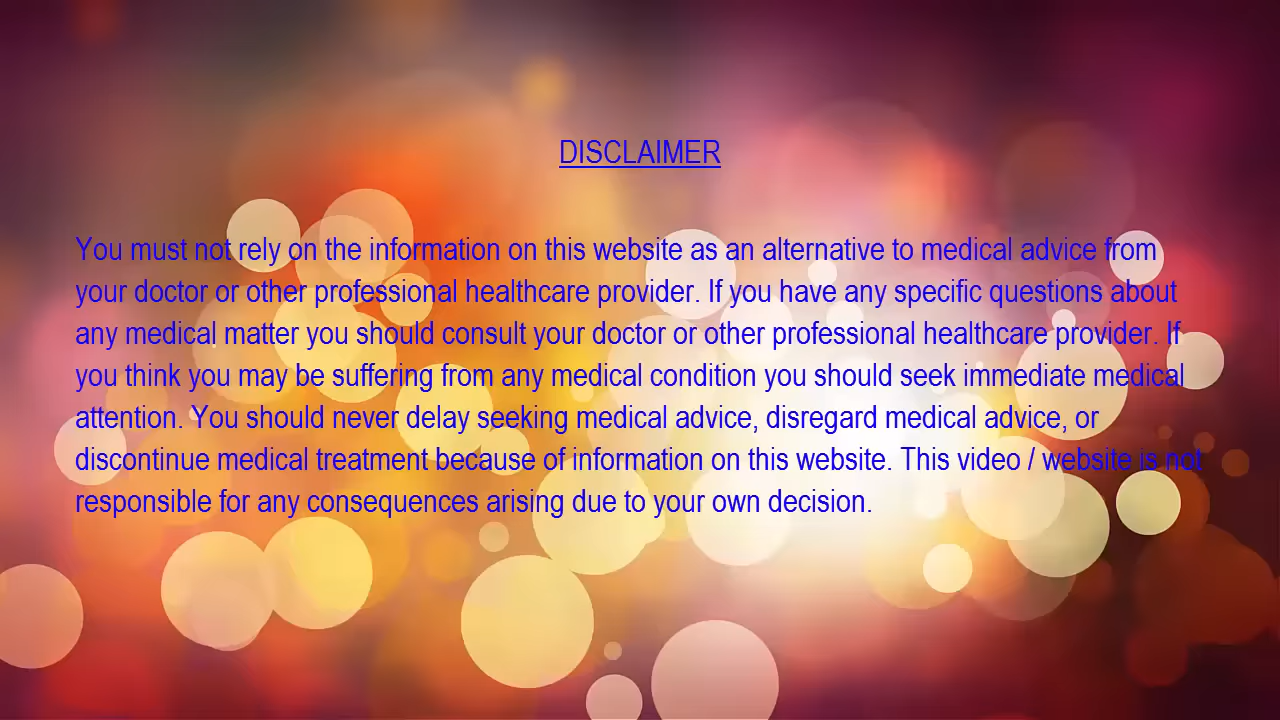 DISCLAIMER
You must not rely on the information on this website as an alternative to medical advice from
your doctor or other professional healthcare provider. If you have any specific questions about
any medical matter you should consult your doctor or other professional healthcare provider. If
you think you may be suffering from any medical condition you should seek immediate medical
attention. You should never delay seeking medical advice, disregard medical advice, or
discontinue medical treatment because of information on this website. This video / website is not
responsible for any consequences arising due to your own decision.